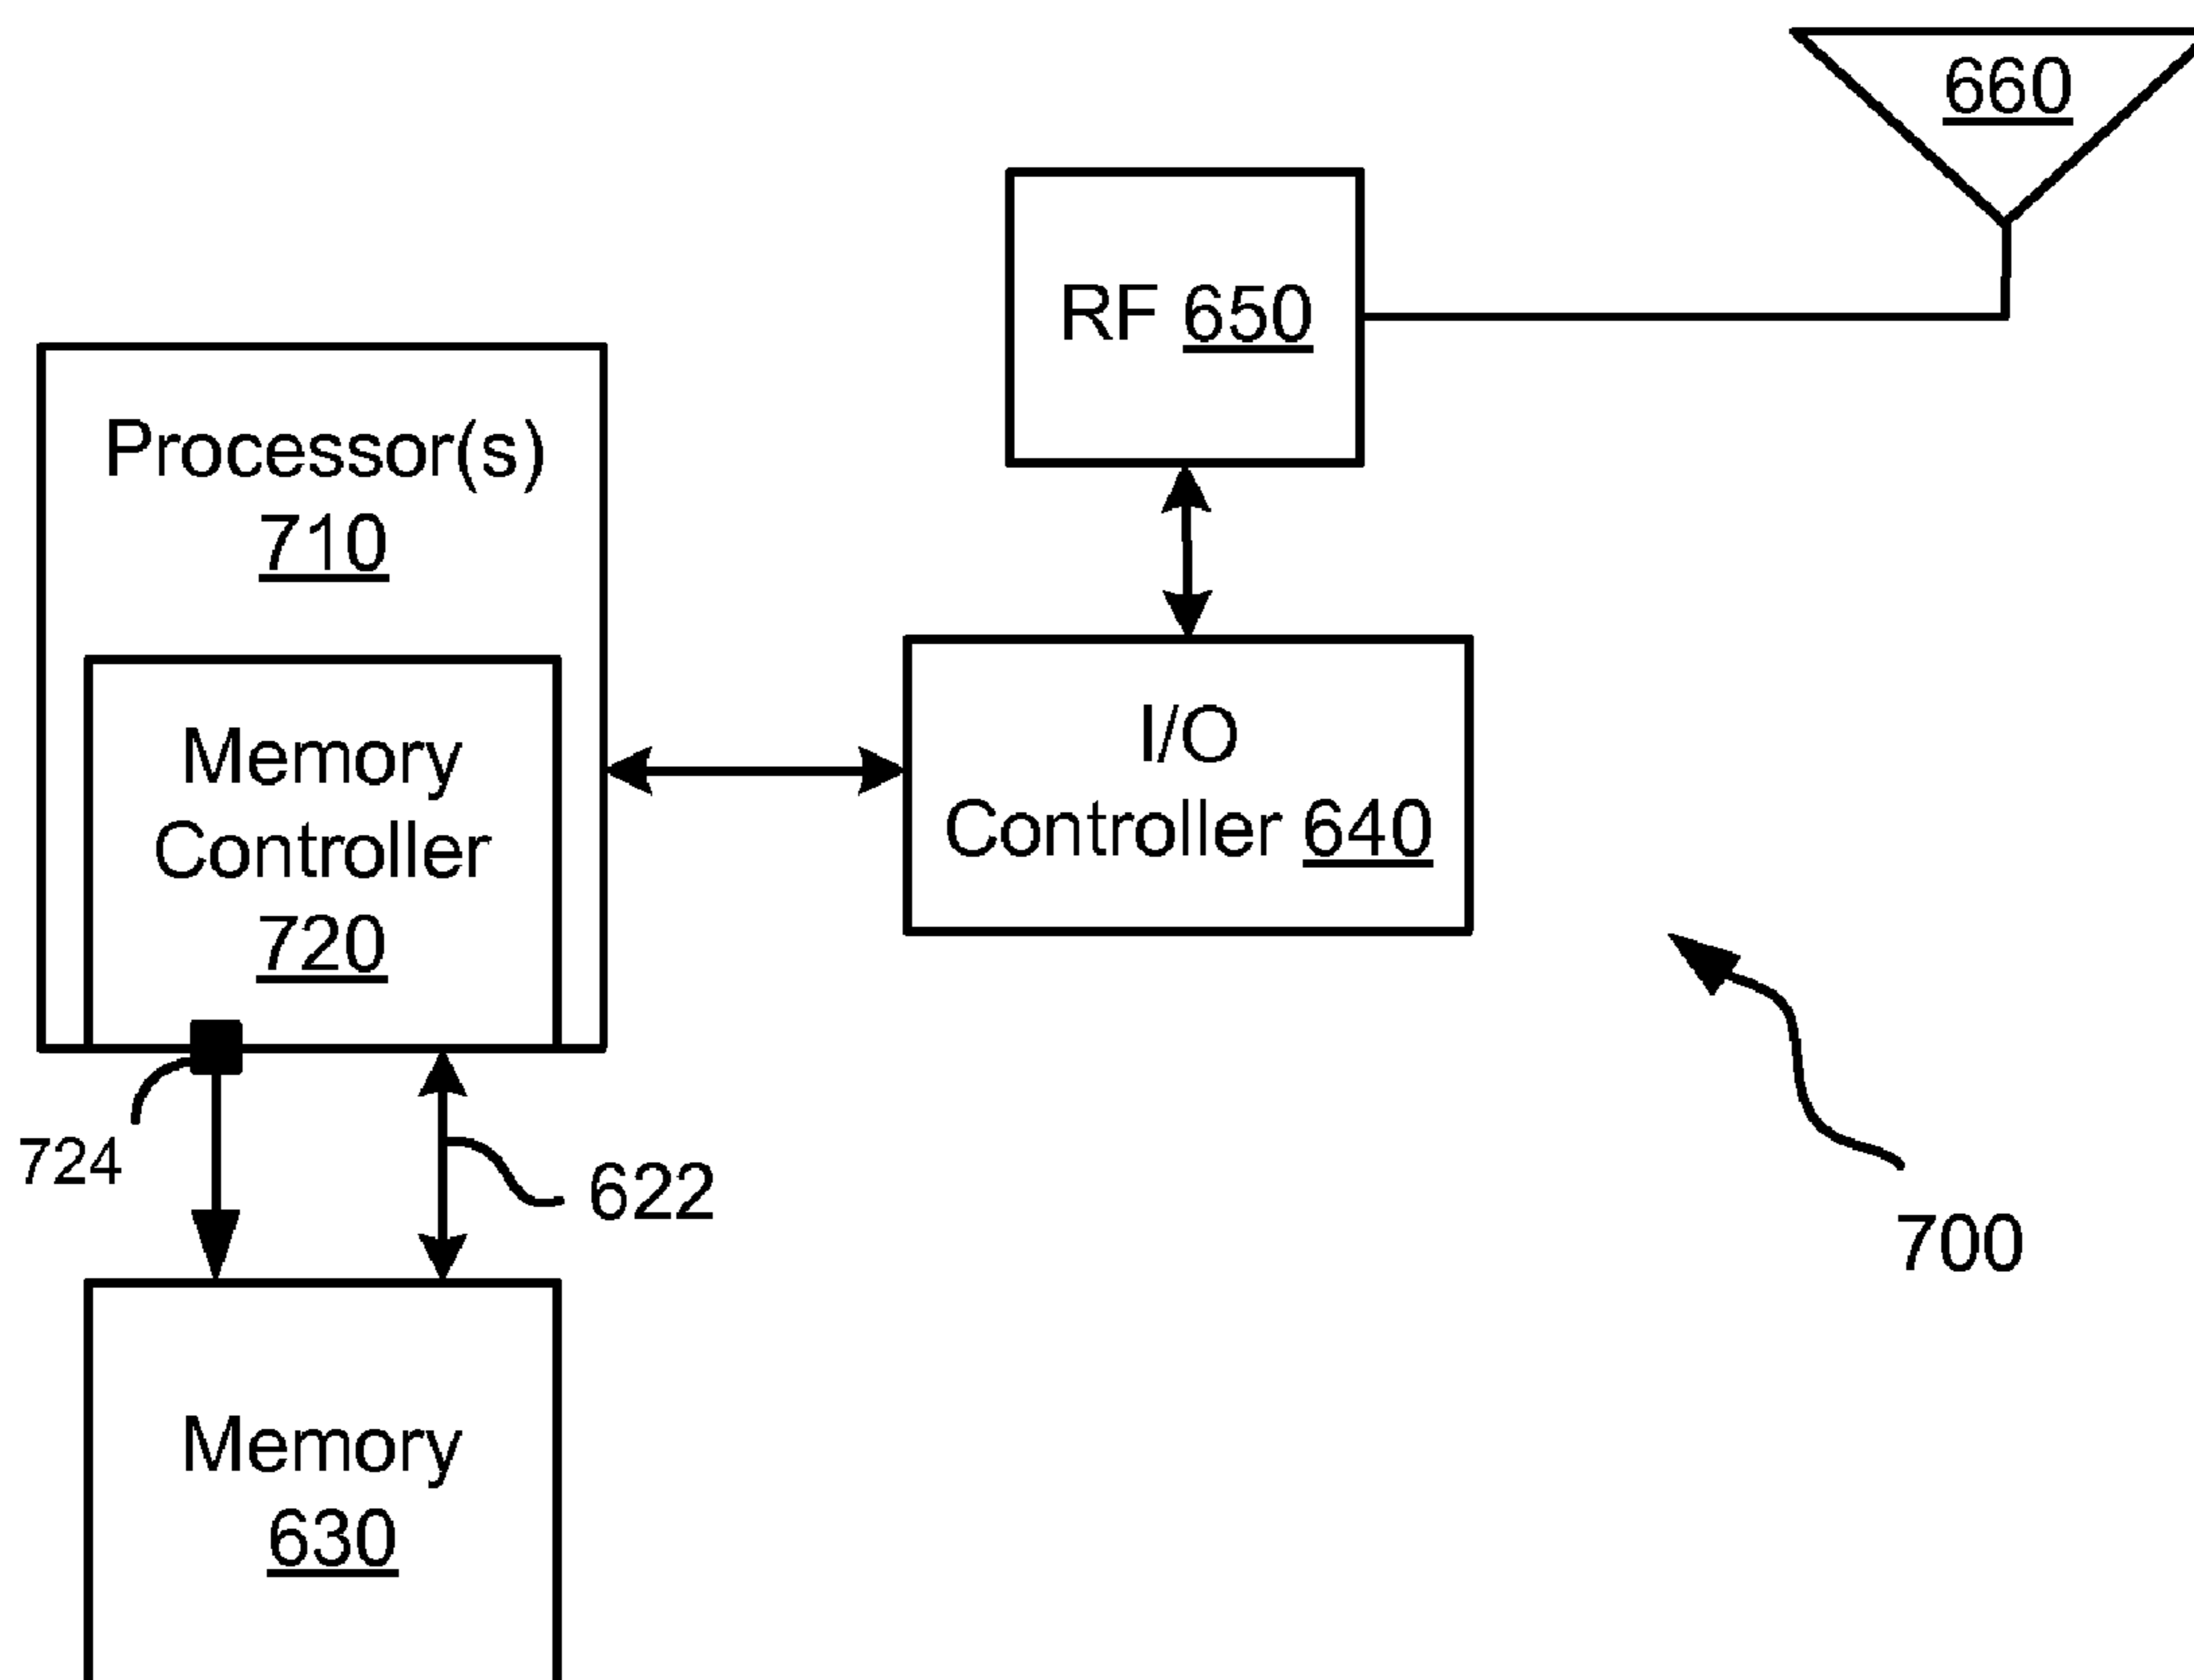 660
RF 650
Processor(s)
710
Memory
Controller
720
I/O
Controller 640
724
622
700
Memory
630